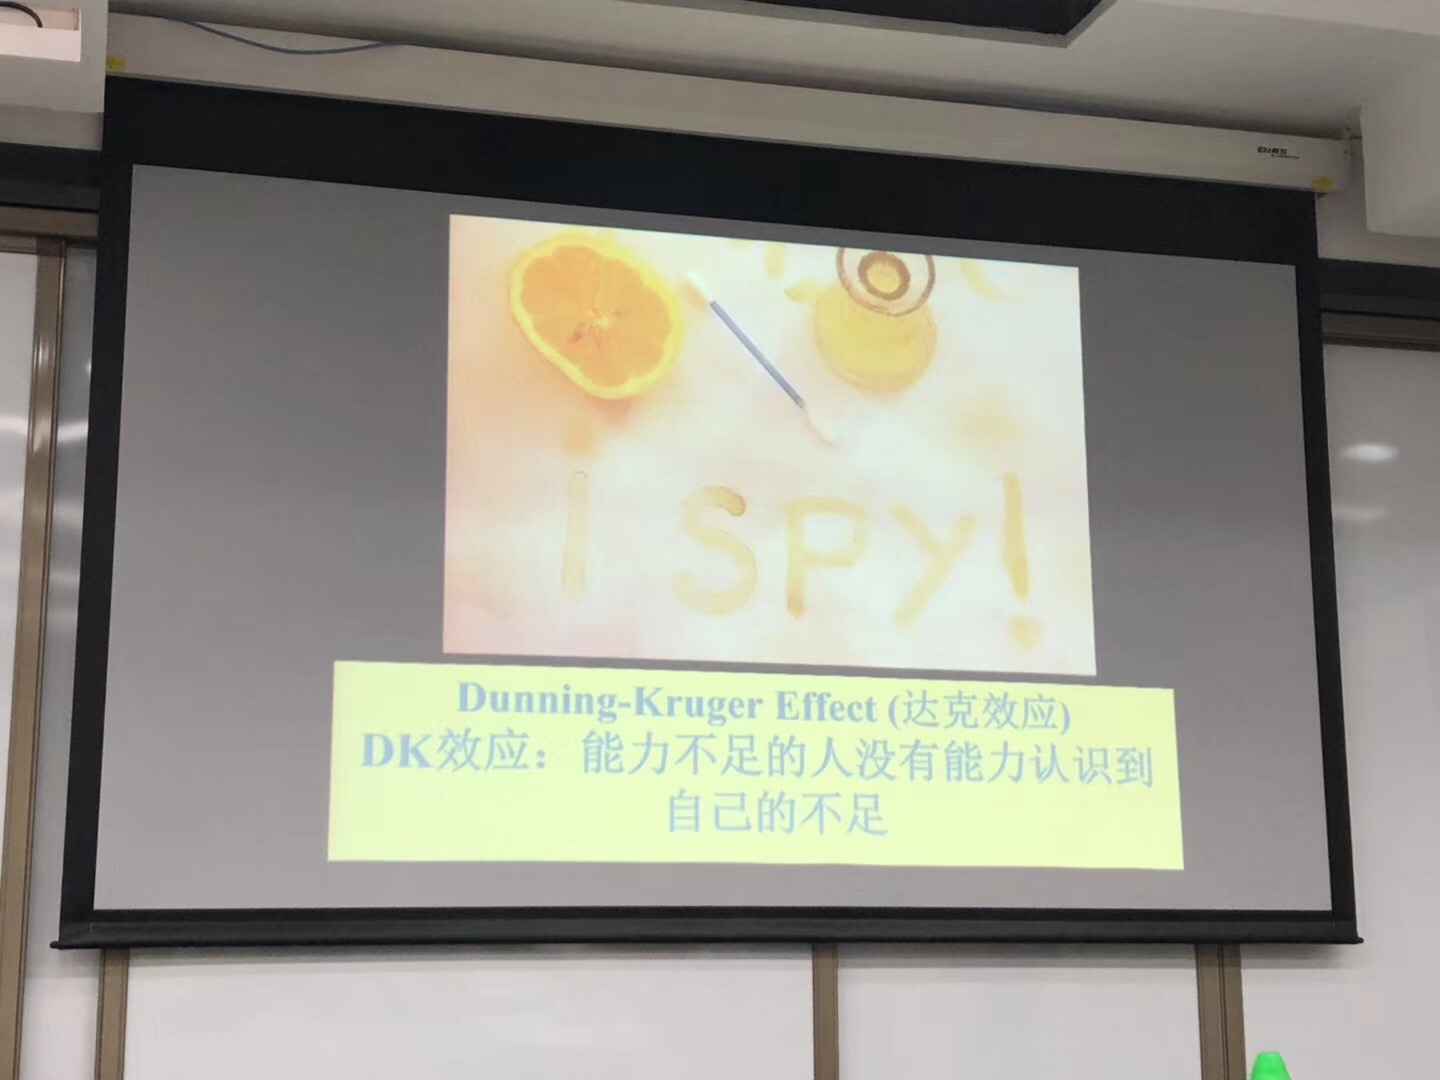 I SPY!
Dunning-Kruger Effect (达克效应)
DK效应：能力不足的人没有能力认识到
自己的不足